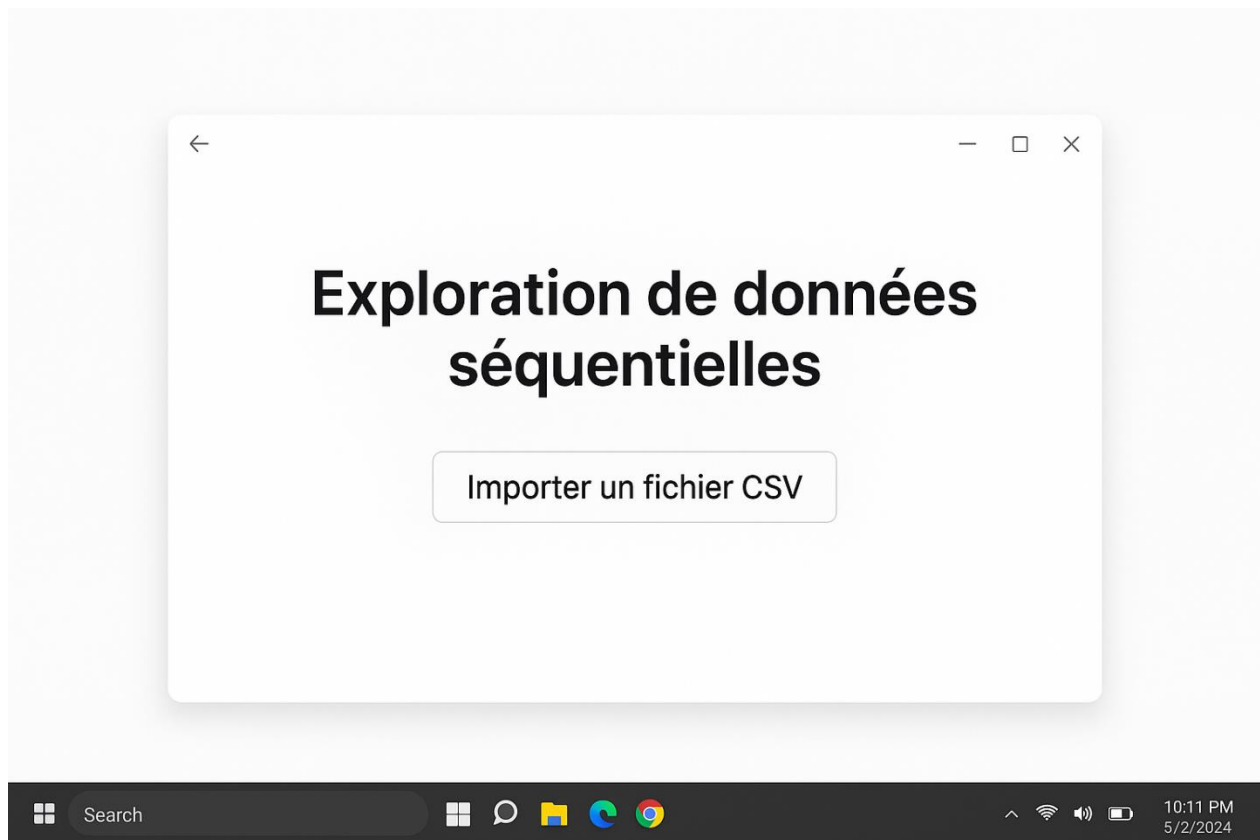 Exploration de données
séquentielles
Importer un fichier CSV
Search
10:11 PM
5/2/2024